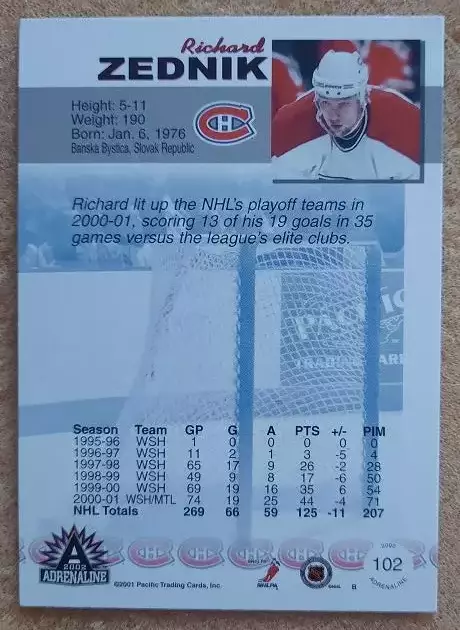 Richard
ZEDNIK
Height: 5-11
Weight: 190
Born: Jan. 6, 1976
Banska Bystica, Slovak Republic
Richard lit up the NHL's playoff teams in
2000-01, scoring 13 of his 19 goals in 35
games versus the league's elite clubs.
PACIFIC
TRADING CARDS
Season Team GP G A PTS +/- PIM
1995-96 WSH 1 0 0 0 0 0
1996-97 WSH 11 2 1 3 -5 4
1997-98 WSH 65 17 9 26 -2 28
1998-99 WSH 49 9 8 17 -6 50
1999-00 WSH 69 19 16 35 6 54
2000-01 WSH/MTL 74 19 25 44 -4 71
NHL Totals 269 66 59 125 -11 207
A
2002
ADRENALINE
©2001 Pacific Trading Cards, Inc.
B
2002
102
ADRENALINE